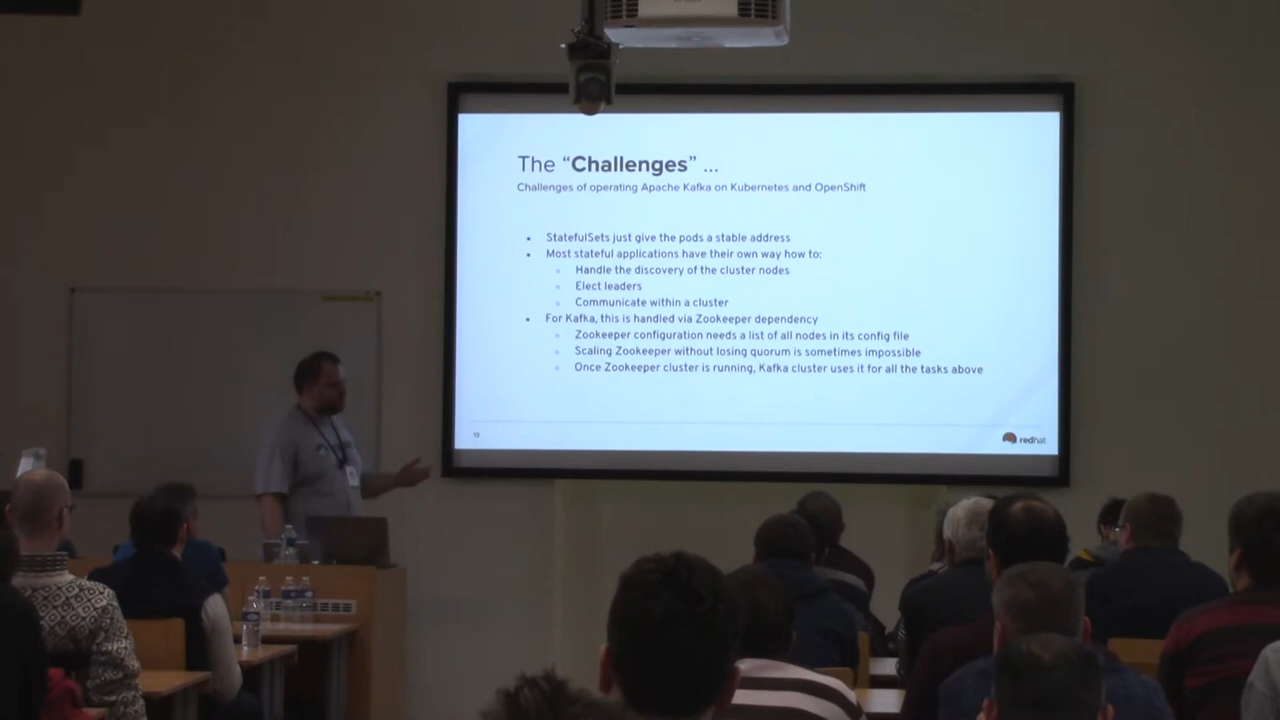 The “Challenges” ...
Challenges of operating Apache Kafka on Kubernetes and OpenShift
StatefulSets just give the pods a stable address
Most stateful applications have their own way how to:
Handle the discovery of the cluster nodes
Elect leaders
Communicate within a cluster
For Kafka, this is handled via Zookeeper dependency
Zookeeper configuration needs a list of all nodes in its config file
Scaling Zookeeper without losing quorum is sometimes impossible
Once Zookeeper cluster is running, Kafka cluster uses it for all the tasks above
13
redhat